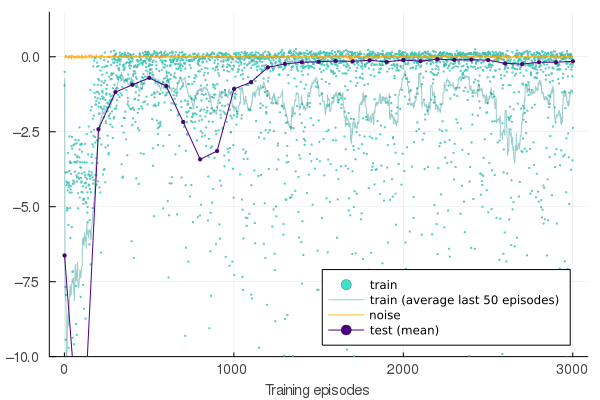 0.0
−2.5
−5.0
−7.5
−10.0
0
1000
2000
3000
Training episodes
train
train (average last 50 episodes)
noise
test (mean)